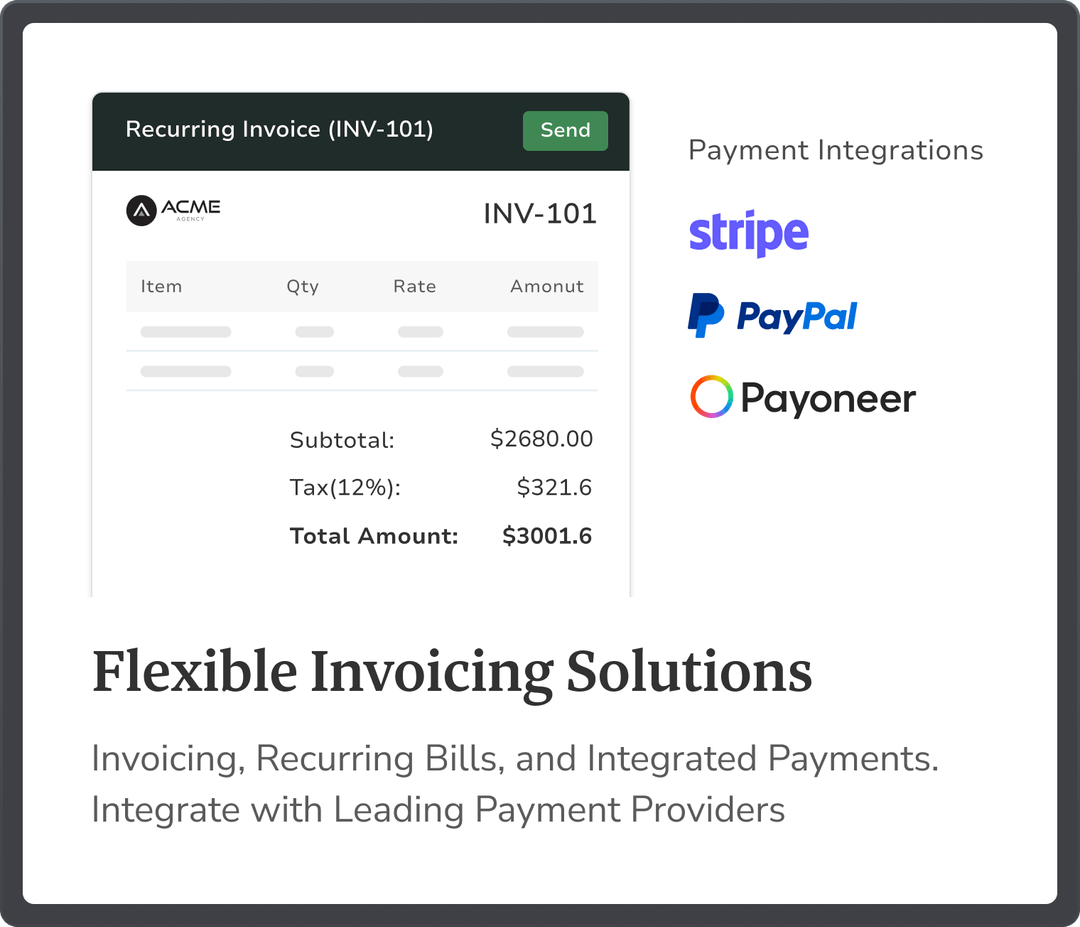 Recurring Invoice (INV-101)
Send
ACME
AGENCY
INV-101
Item Qty Rate Amonut
Subtotal: $2680.00
Tax(12%): $321.6
Total Amount: $3001.6
Payment Integrations
stripe
PayPal
Payoneer
Flexible Invoicing Solutions
Invoicing, Recurring Bills, and Integrated Payments.
Integrate with Leading Payment Providers